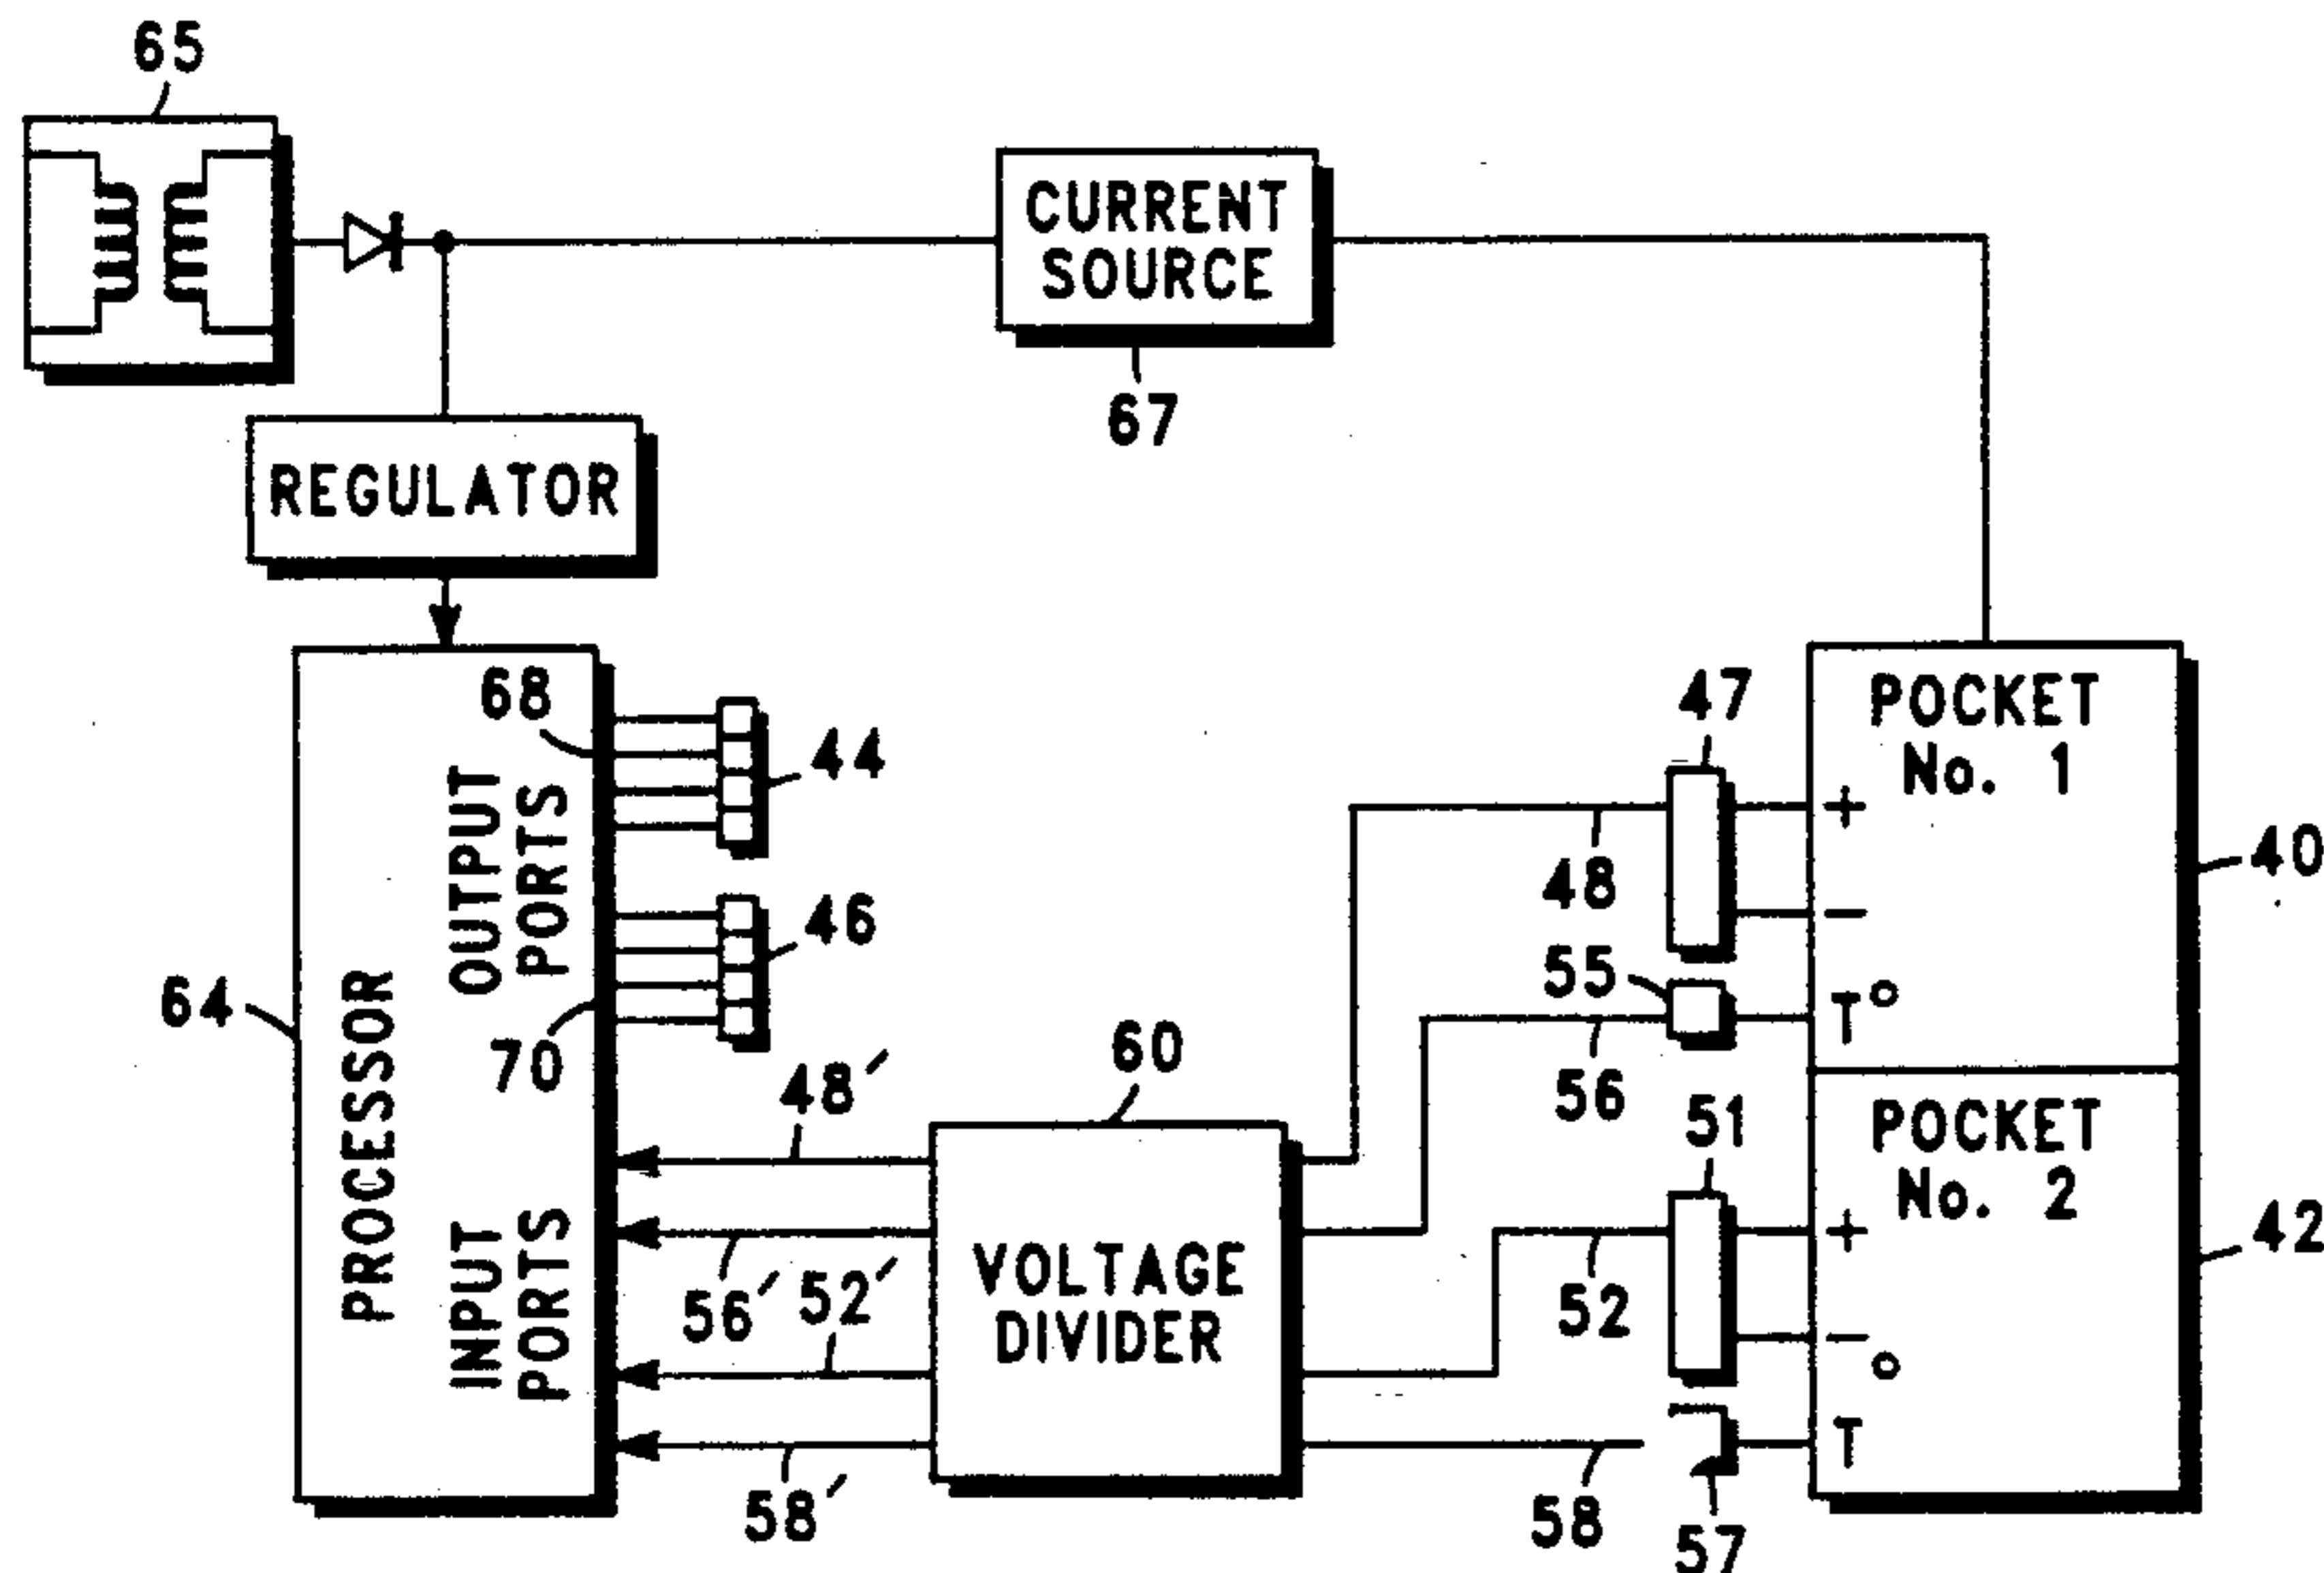 65
CURRENT
SOURCE
67
REGULATOR
68
OUTPUT
PORTS
44
46
70
64
PROCESSOR
INPUT
PORTS
48′
56′
52′
58′
60
VOLTAGE
DIVIDER
47
48
55
56
51
52
58
57
POCKET
No. 1
+
−
T°
40
POCKET
No. 2
+
−
T°
42